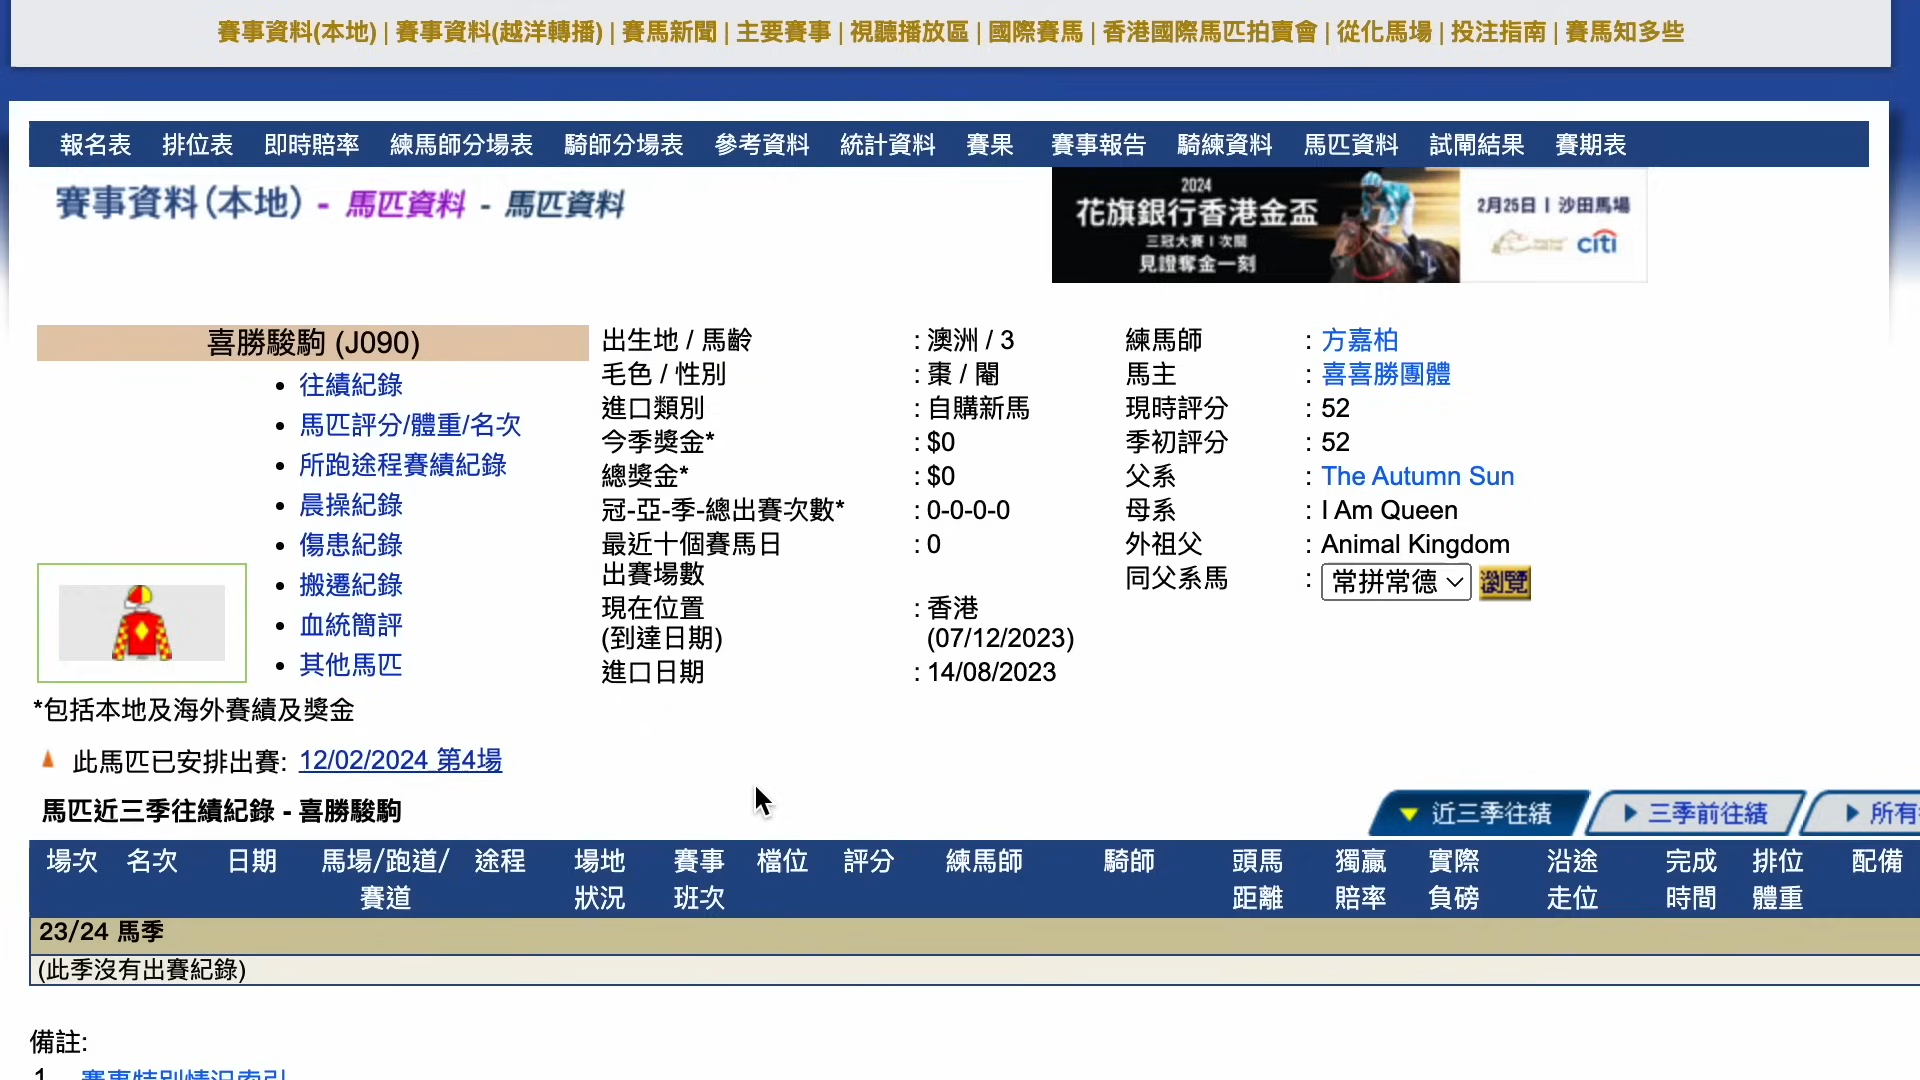 賽事資料(本地) | 賽事資料(越洋轉播) | 賽馬新聞 | 主要賽事 | 視聽播放區 | 國際賽馬 | 香港國際馬匹拍賣會 | 從化馬場 | 投注指南 | 賽馬知多些
報名表 排位表 即時賠率 練馬師分場表 騎師分場表 參考資料 統計資料 賽果 賽事報告 騎練資料 馬匹資料 試閘結果 賽期表
賽事資料(本地) - 馬匹資料 - 馬匹資料
2024
花旗銀行香港金盃
三冠大賽 | 次關
見證奪金一刻
2月25日 | 沙田馬場
citi
喜勝駿駒 (J090)
往績紀錄
馬匹評分/體重/名次
所跑途程賽績紀錄
晨操紀錄
傷患紀錄
搬遷紀錄
血統簡評
其他馬匹
出生地 / 馬齡 : 澳洲 / 3
毛色 / 性別 : 棗 / 閹
進口類別 : 自購新馬
今季獎金* : $0
總獎金* : $0
冠-亞-季-總出賽次數* : 0-0-0-0
最近十個賽馬日 : 0
出賽場數
現在位置 : 香港
(到達日期) (07/12/2023)
進口日期 : 14/08/2023
練馬師 : 方嘉柏
馬主 : 喜喜勝團體
現時評分 : 52
季初評分 : 52
父系 : The Autumn Sun
母系 : I Am Queen
外祖父 : Animal Kingdom
同父系馬 : 常拼常德 瀏覽
*包括本地及海外賽績及獎金
此馬匹已安排出賽: 12/02/2024 第4場
馬匹近三季往績紀錄 - 喜勝駿駒
近三季往績 三季前往績 所有
場次 名次 日期 馬場/跑道/ 途程 場地 賽事 檔位 評分 練馬師 騎師 頭馬 獨贏 實際 沿途 完成 排位 配備
賽道 狀況 班次 距離 賠率 負磅 走位 時間 體重
23/24 馬季
(此季沒有出賽紀錄)
備註:
1. 賽事特別情況索引